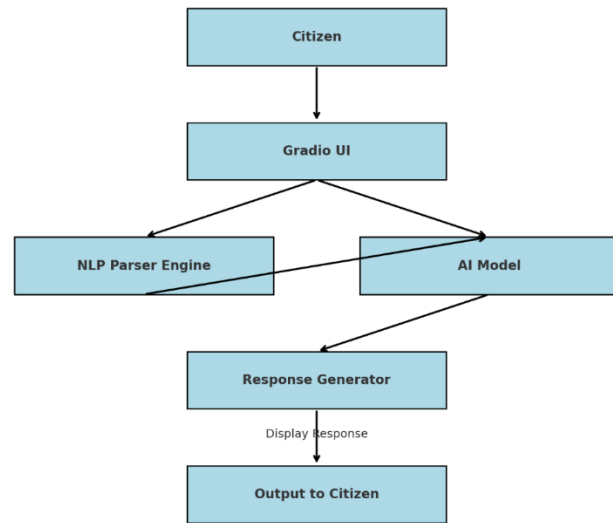 Citizen
Gradio UI
NLP Parser Engine
AI Model
Response Generator
Display Response
Output to Citizen